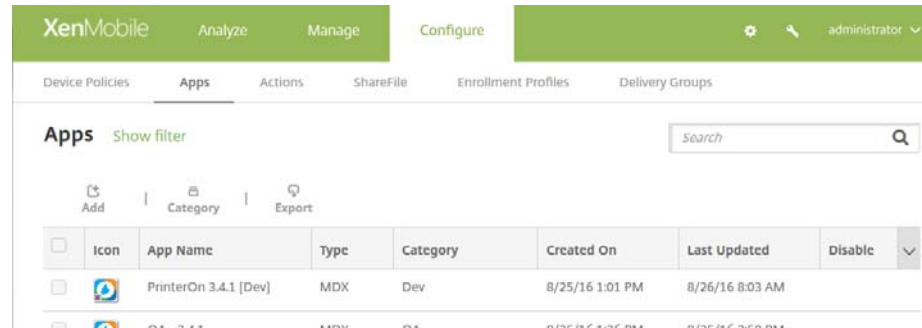 XenMobile Analyze Manage Configure administrator
Device Policies Apps Actions ShareFile Enrollment Profiles Delivery Groups
Apps Show filter Search
Add | Category | Export
Icon App Name Type Category Created On Last Updated Disable
PrinterOn 3.4.1 [Dev] MDX Dev 8/25/16 1:01 PM 8/26/16 8:03 AM